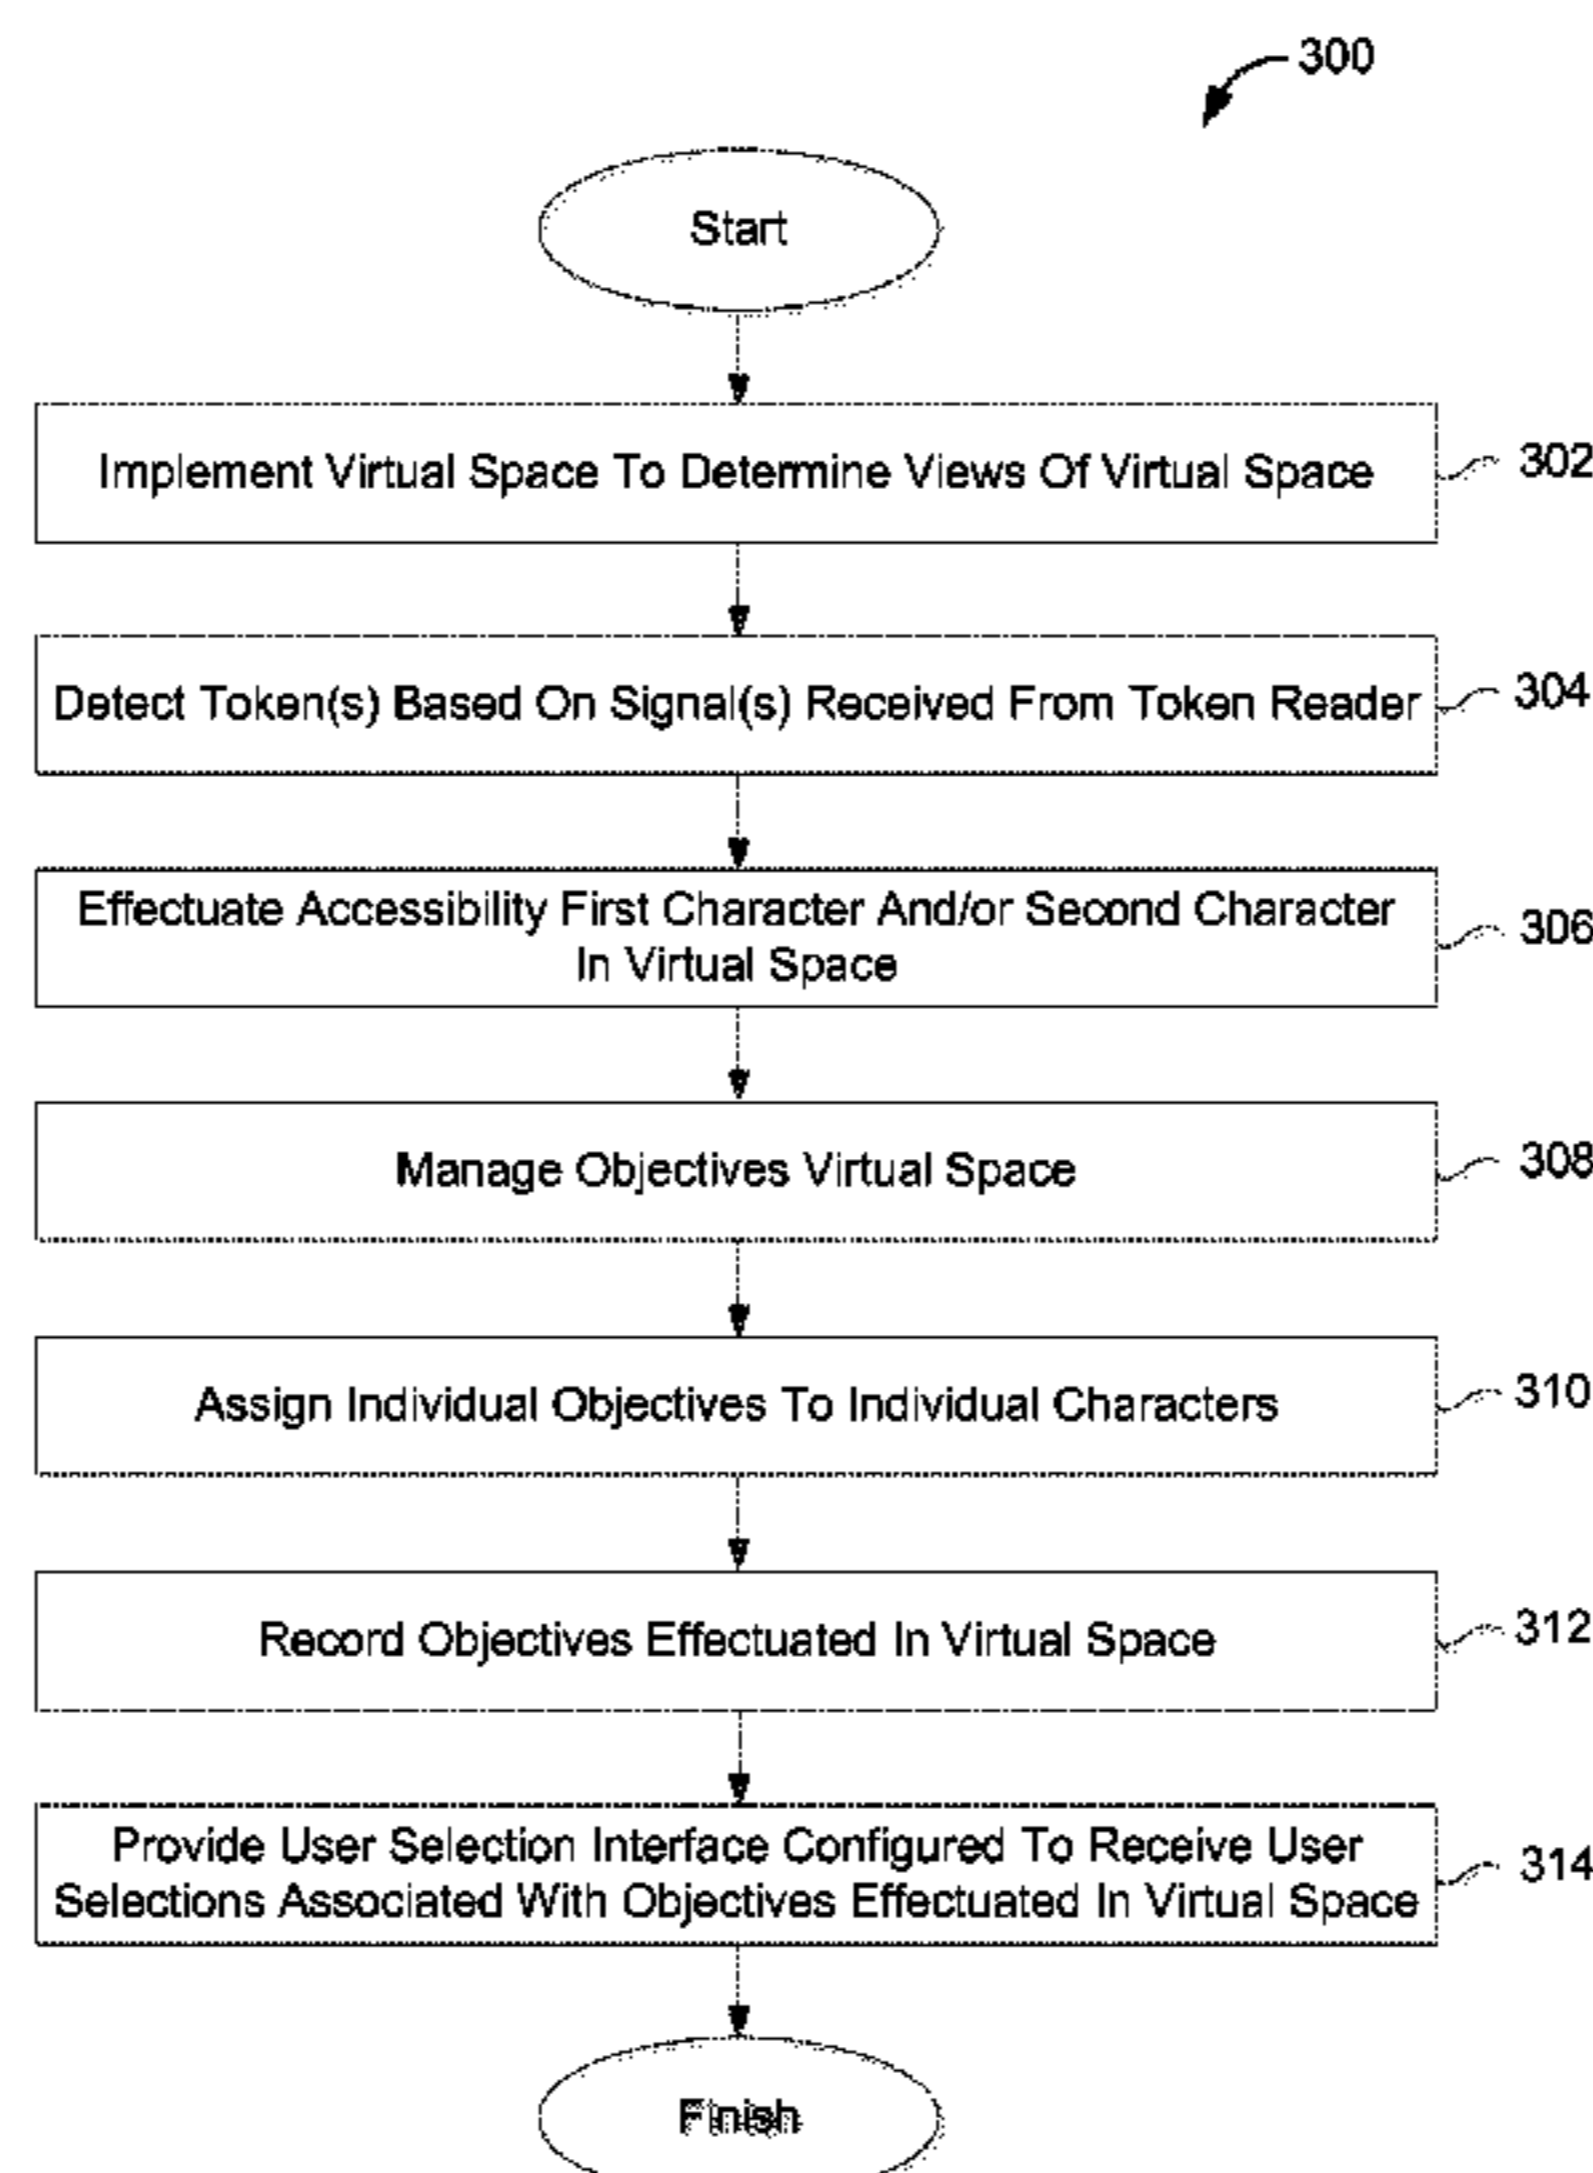 300
Start
Implement Virtual Space To Determine Views Of Virtual Space
302
Detect Token(s) Based On Signal(s) Received From Token Reader
304
Effectuate Accessibility First Character And/or Second Character
In Virtual Space
306
Manage Objectives Virtual Space
308
Assign Individual Objectives To Individual Characters
310
Record Objectives Effectuated In Virtual Space
312
Provide User Selection Interface Configured To Receive User
Selections Associated With Objectives Effectuated In Virtual Space
314
Finish